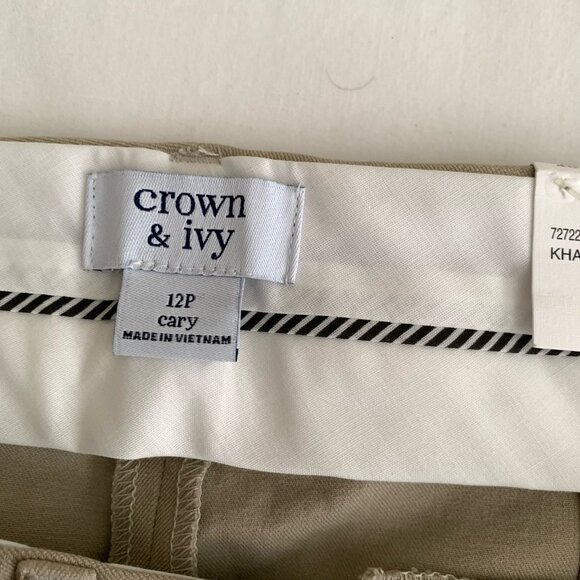 crown
& ivy
12P
cary
MADE IN VIETNAM
72722
KHA